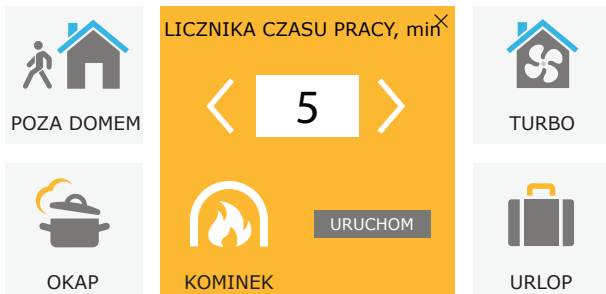 LICZNIKA CZASU PRACY, min
POZA DOMEM
5
TURBO
URUCHOM
OKAP
KOMINEK
URLOP